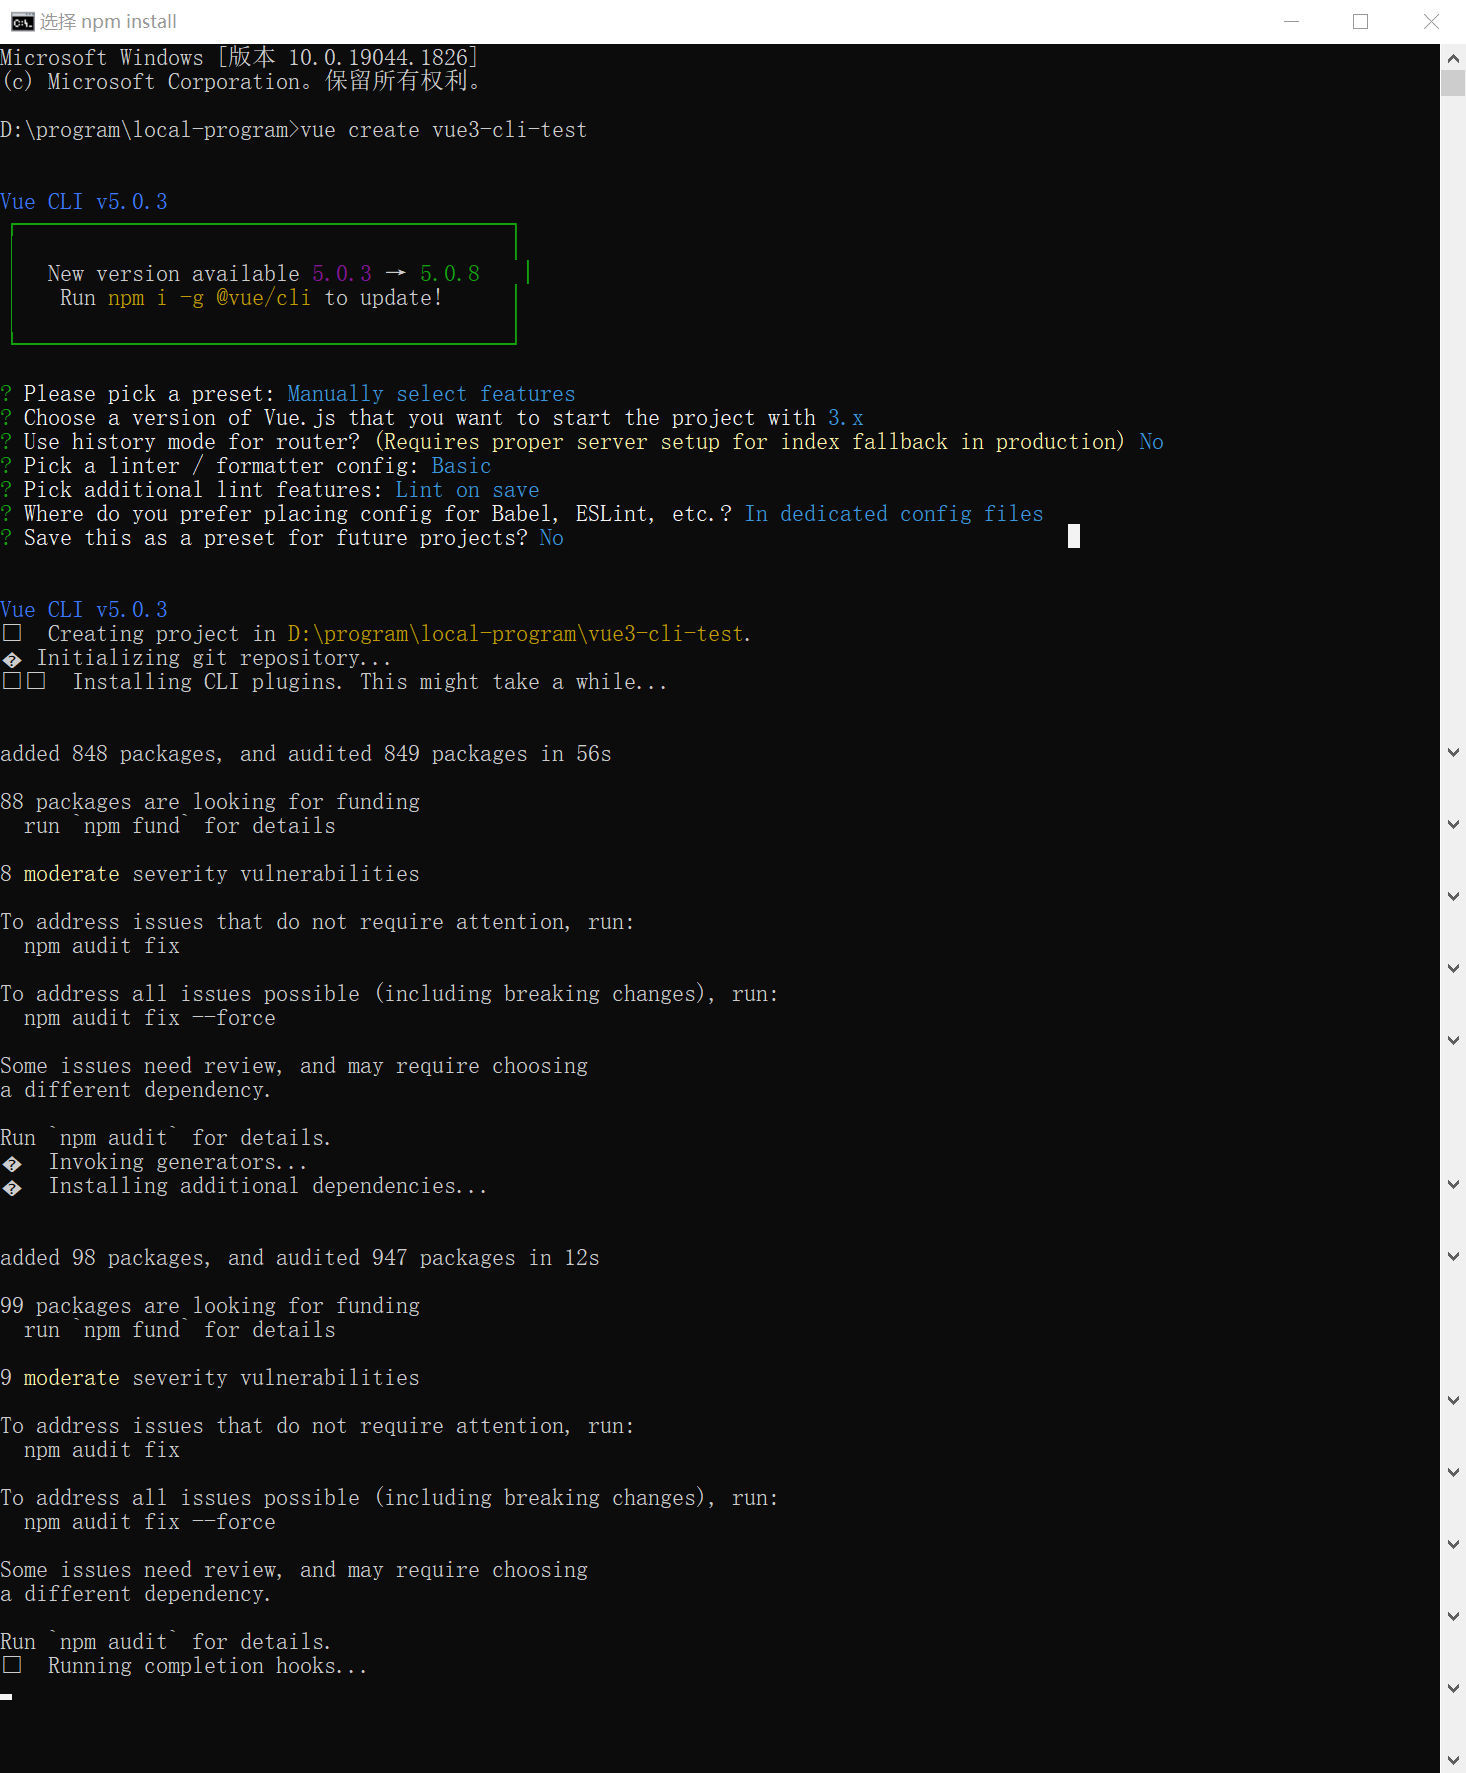 选择 npm install
Microsoft Windows [版本 10.0.19044.1826]
(c) Microsoft Corporation。保留所有权利。
D:\program\local-program>vue create vue3-cli-test
Vue CLI v5.0.3
New version available 5.0.3 → 5.0.8
Run npm i -g @vue/cli to update!
? Please pick a preset: Manually select features
? Choose a version of Vue.js that you want to start the project with 3.x
? Use history mode for router? (Requires proper server setup for index fallback in production) No
? Pick a linter / formatter config: Basic
? Pick additional lint features: Lint on save
? Where do you prefer placing config for Babel, ESLint, etc.? In dedicated config files
? Save this as a preset for future projects? No
Vue CLI v5.0.3
□  Creating project in D:\program\local-program\vue3-cli-test.
� Initializing git repository...
□□  Installing CLI plugins. This might take a while...
added 848 packages, and audited 849 packages in 56s
88 packages are looking for funding
run `npm fund` for details
8 moderate severity vulnerabilities
To address issues that do not require attention, run:
npm audit fix
To address all issues possible (including breaking changes), run:
npm audit fix --force
Some issues need review, and may require choosing
a different dependency.
Run `npm audit` for details.
�  Invoking generators...
�  Installing additional dependencies...
added 98 packages, and audited 947 packages in 12s
99 packages are looking for funding
run `npm fund` for details
9 moderate severity vulnerabilities
To address issues that do not require attention, run:
npm audit fix
To address all issues possible (including breaking changes), run:
npm audit fix --force
Some issues need review, and may require choosing
a different dependency.
Run `npm audit` for details.
□  Running completion hooks...